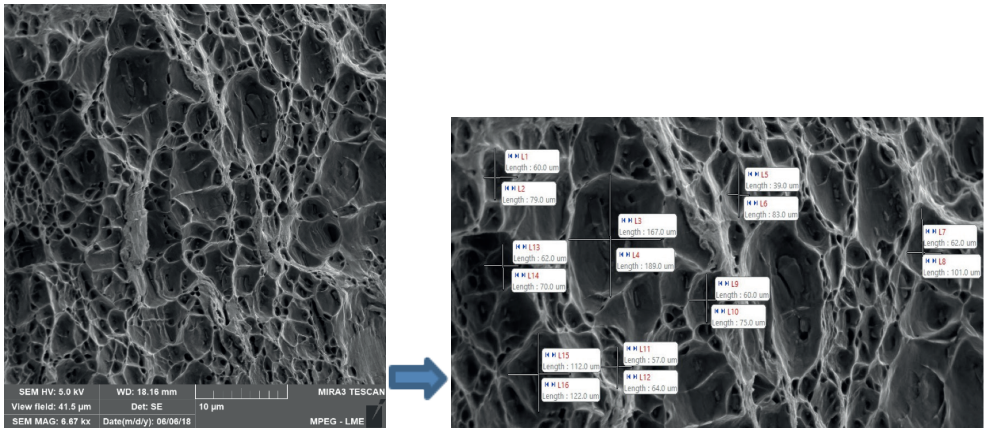 SEM HV: 5.0 kV WD: 18.16 mm MIRA3 TESCAN
View field: 41.5 µm Det: SE 10 µm
SEM MAG: 6.67 kx Date(m/d/y): 06/06/18 MPEG - LME
L1
Length : 60.0 um
L2
Length : 79.0 um
L3
Length : 167.0 um
L4
Length : 189.0 um
L5
Length : 39.0 um
L6
Length : 83.0 um
L7
Length : 62.0 um
L8
Length : 101.0 um
L13
Length : 62.0 um
L14
Length : 70.0 um
L9
Length : 60.0 um
L10
Length : 75.0 um
L15
Length : 112.0 um
L16
Length : 122.0 um
L11
Length : 57.0 um
L12
Length : 64.0 um